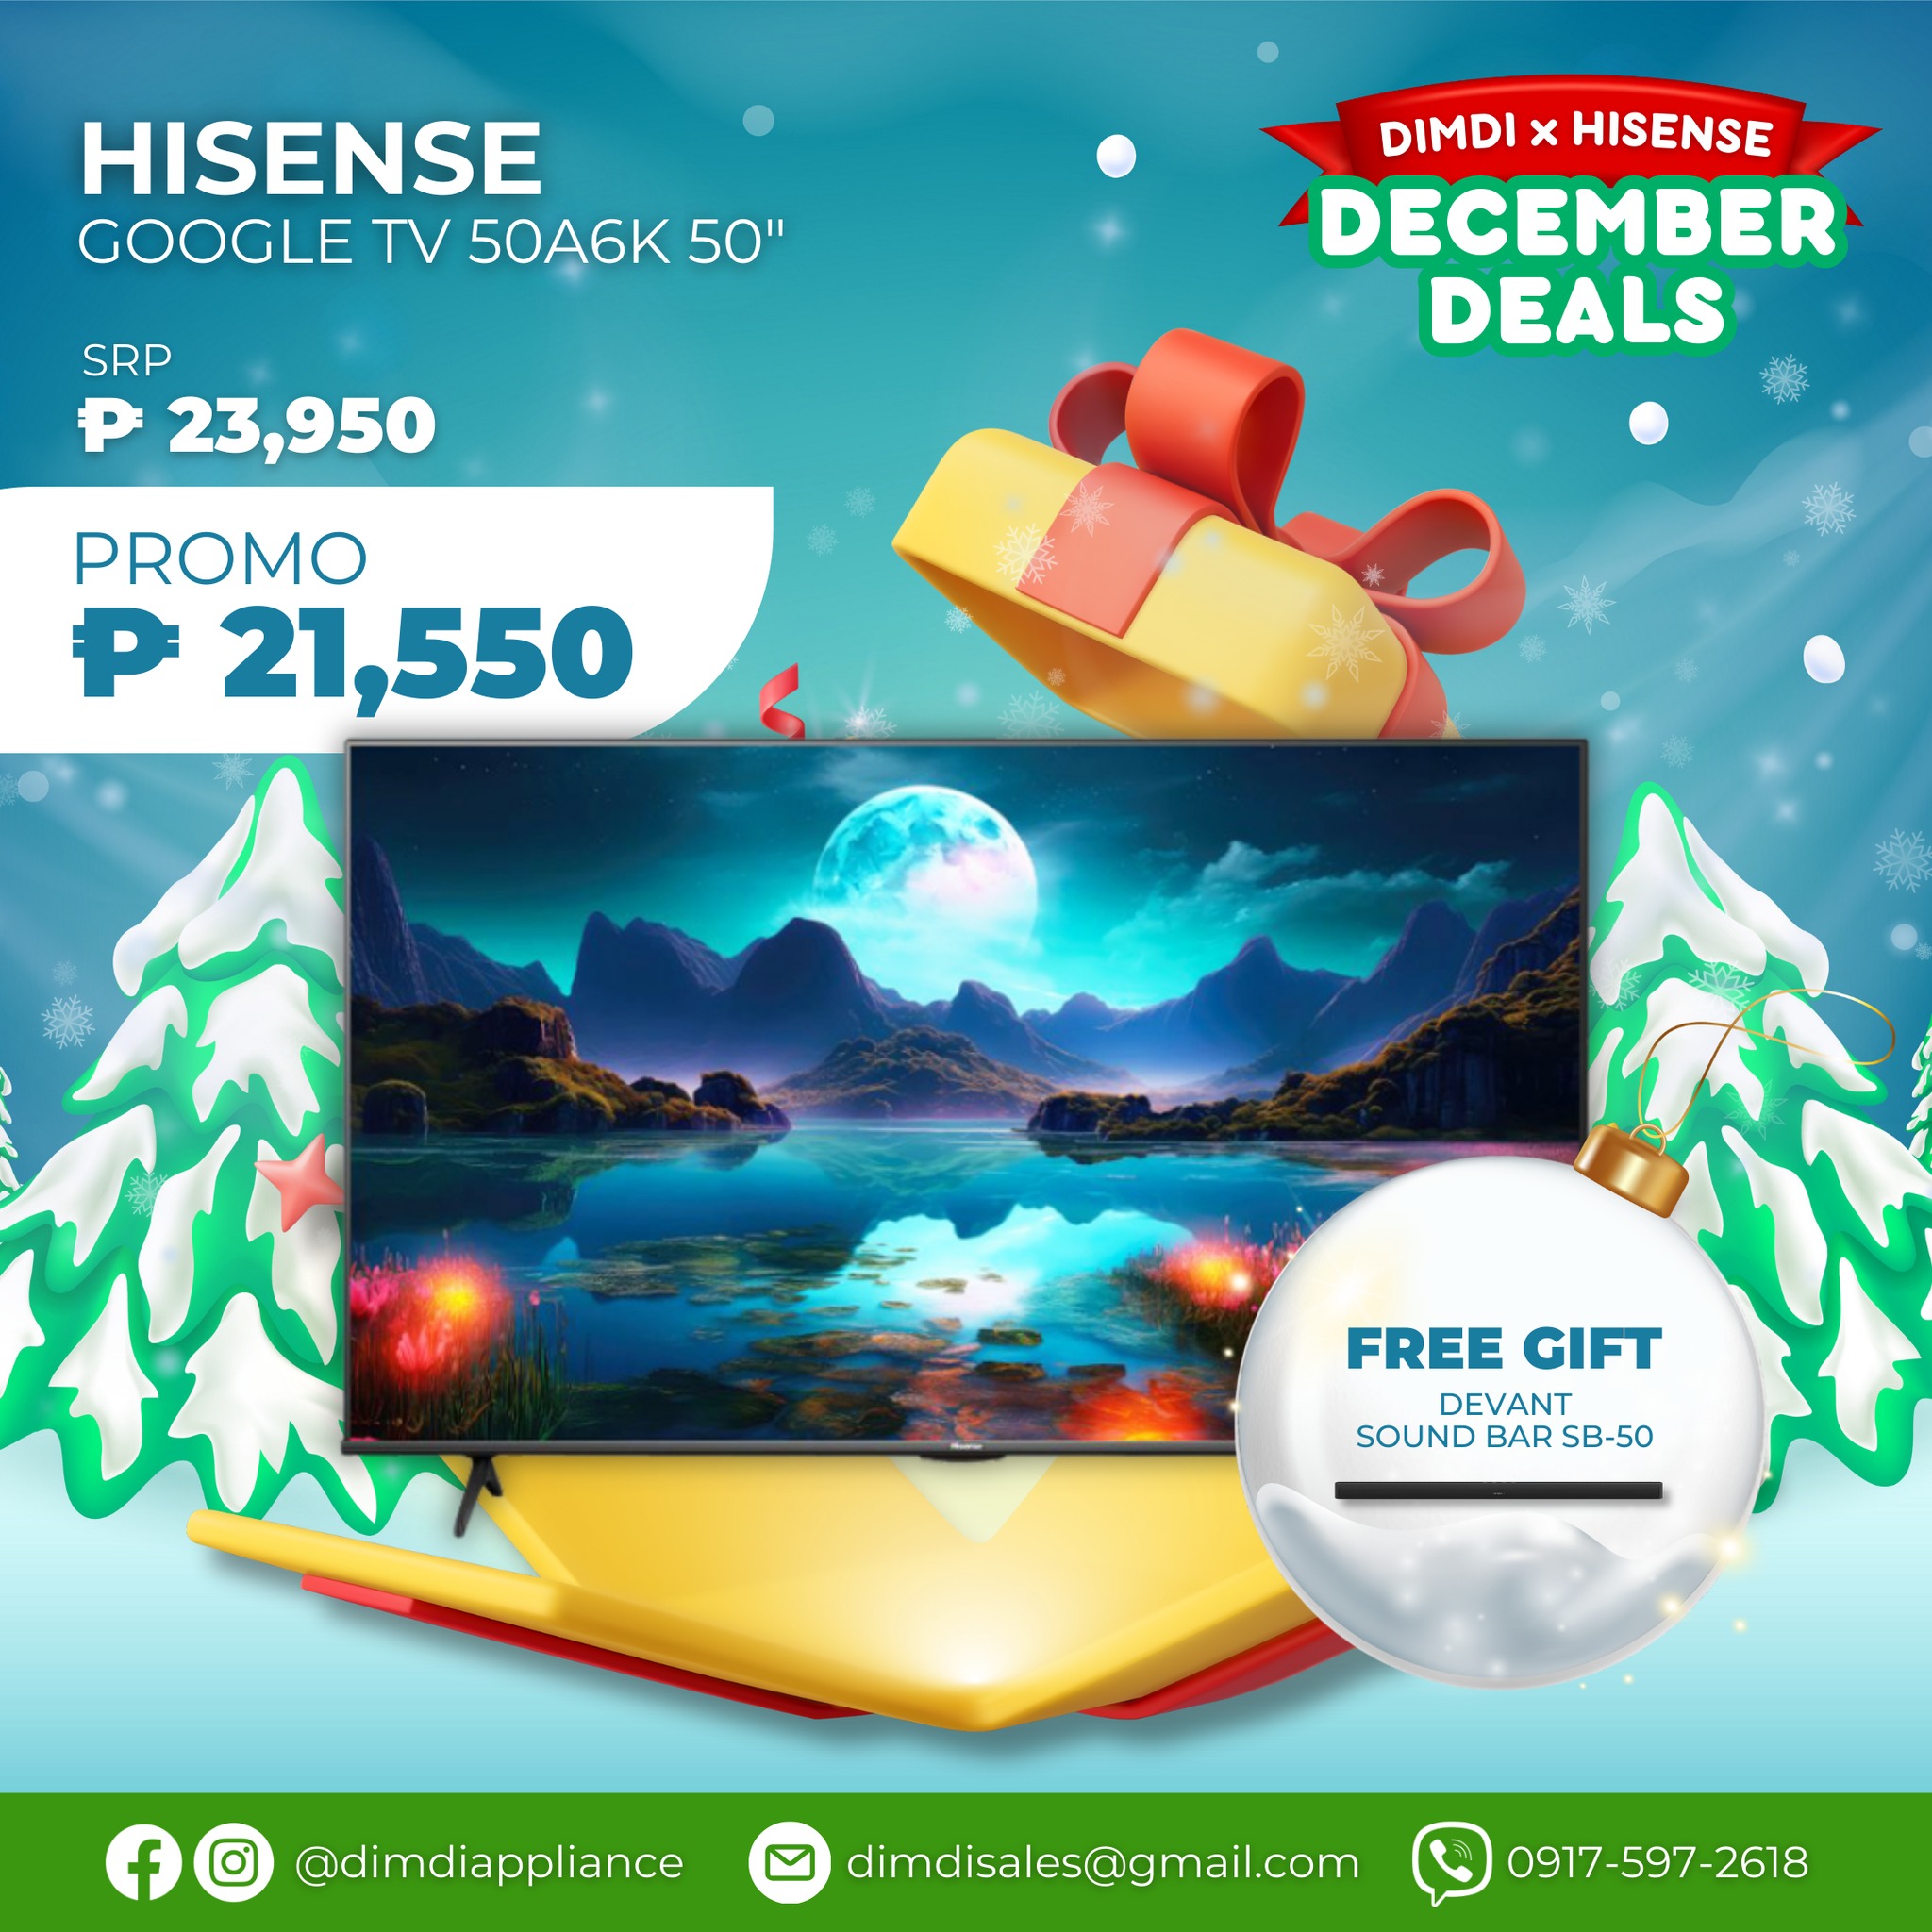 HISENSE
GOOGLE TV 50A6K 50"
DIMDI x HISENSE
DECEMBER
DEALS
SRP
₱ 23,950
PROMO
₱ 21,550
Hisense
FREE GIFT
DEVANT
SOUND BAR SB-50
@dimdiappliance
dimdisales@gmail.com
0917-597-2618